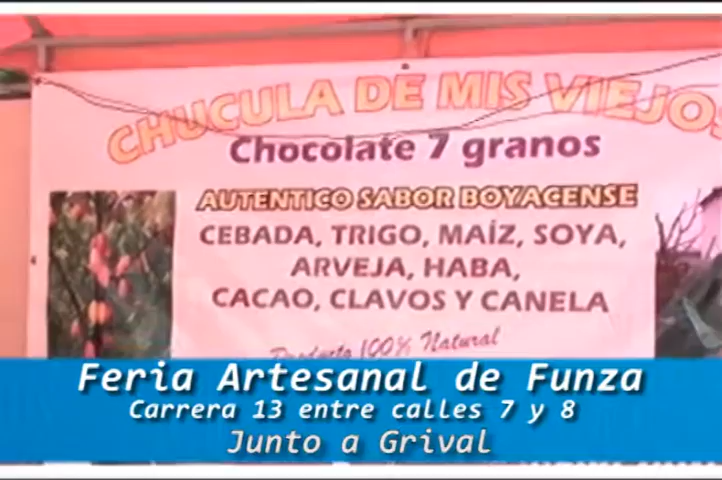 CHUCULA DE MIS VIEJOS
Chocolate 7 granos
AUTENTICO SABOR BOYACENSE
CEBADA, TRIGO, MAÍZ, SOYA,
ARVEJA, HABA,
CACAO, CLAVOS Y CANELA
Producto 100% Natural
Feria Artesanal de Funza
Carrera 13 entre calles 7 y 8
Junto a Grival